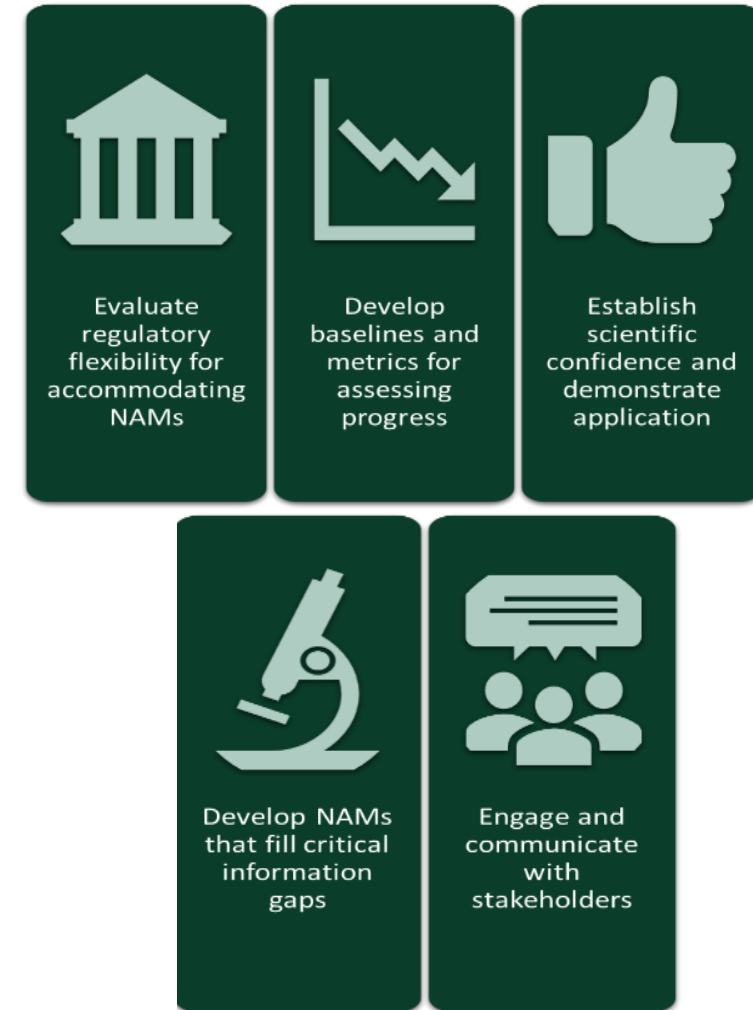 Evaluate
regulatory
flexibility for
accommodating
NAMs
Develop
baselines and
metrics for
assessing
progress
Establish
scientific
confidence and
demonstrate
application
Develop NAMs
that fill critical
information
gaps
Engage and
communicate
with
stakeholders